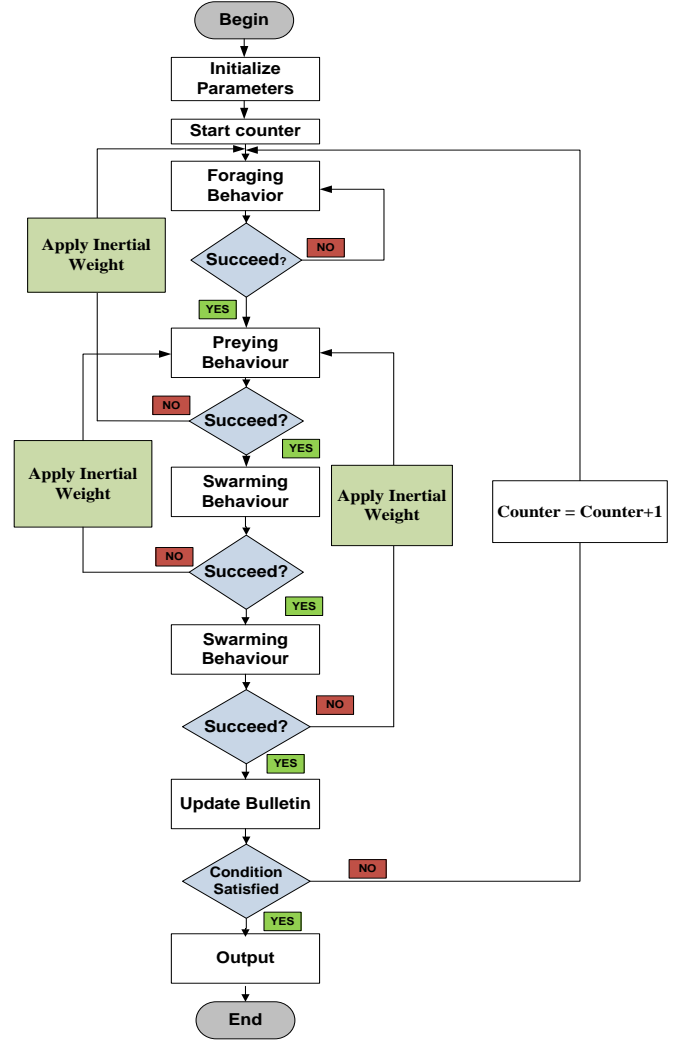 Begin
Initialize
Parameters
Start counter
Foraging
Behavior
Apply Inertial
Weight
NO
Succeed?
YES
Preying
Behaviour
NO
Succeed?
YES
Apply Inertial
Weight
Swarming
Behaviour
Apply Inertial
Weight
Counter = Counter+1
NO
Succeed?
YES
Swarming
Behaviour
NO
Succeed?
YES
Update Bulletin
Condition
Satisfied
NO
YES
Output
End